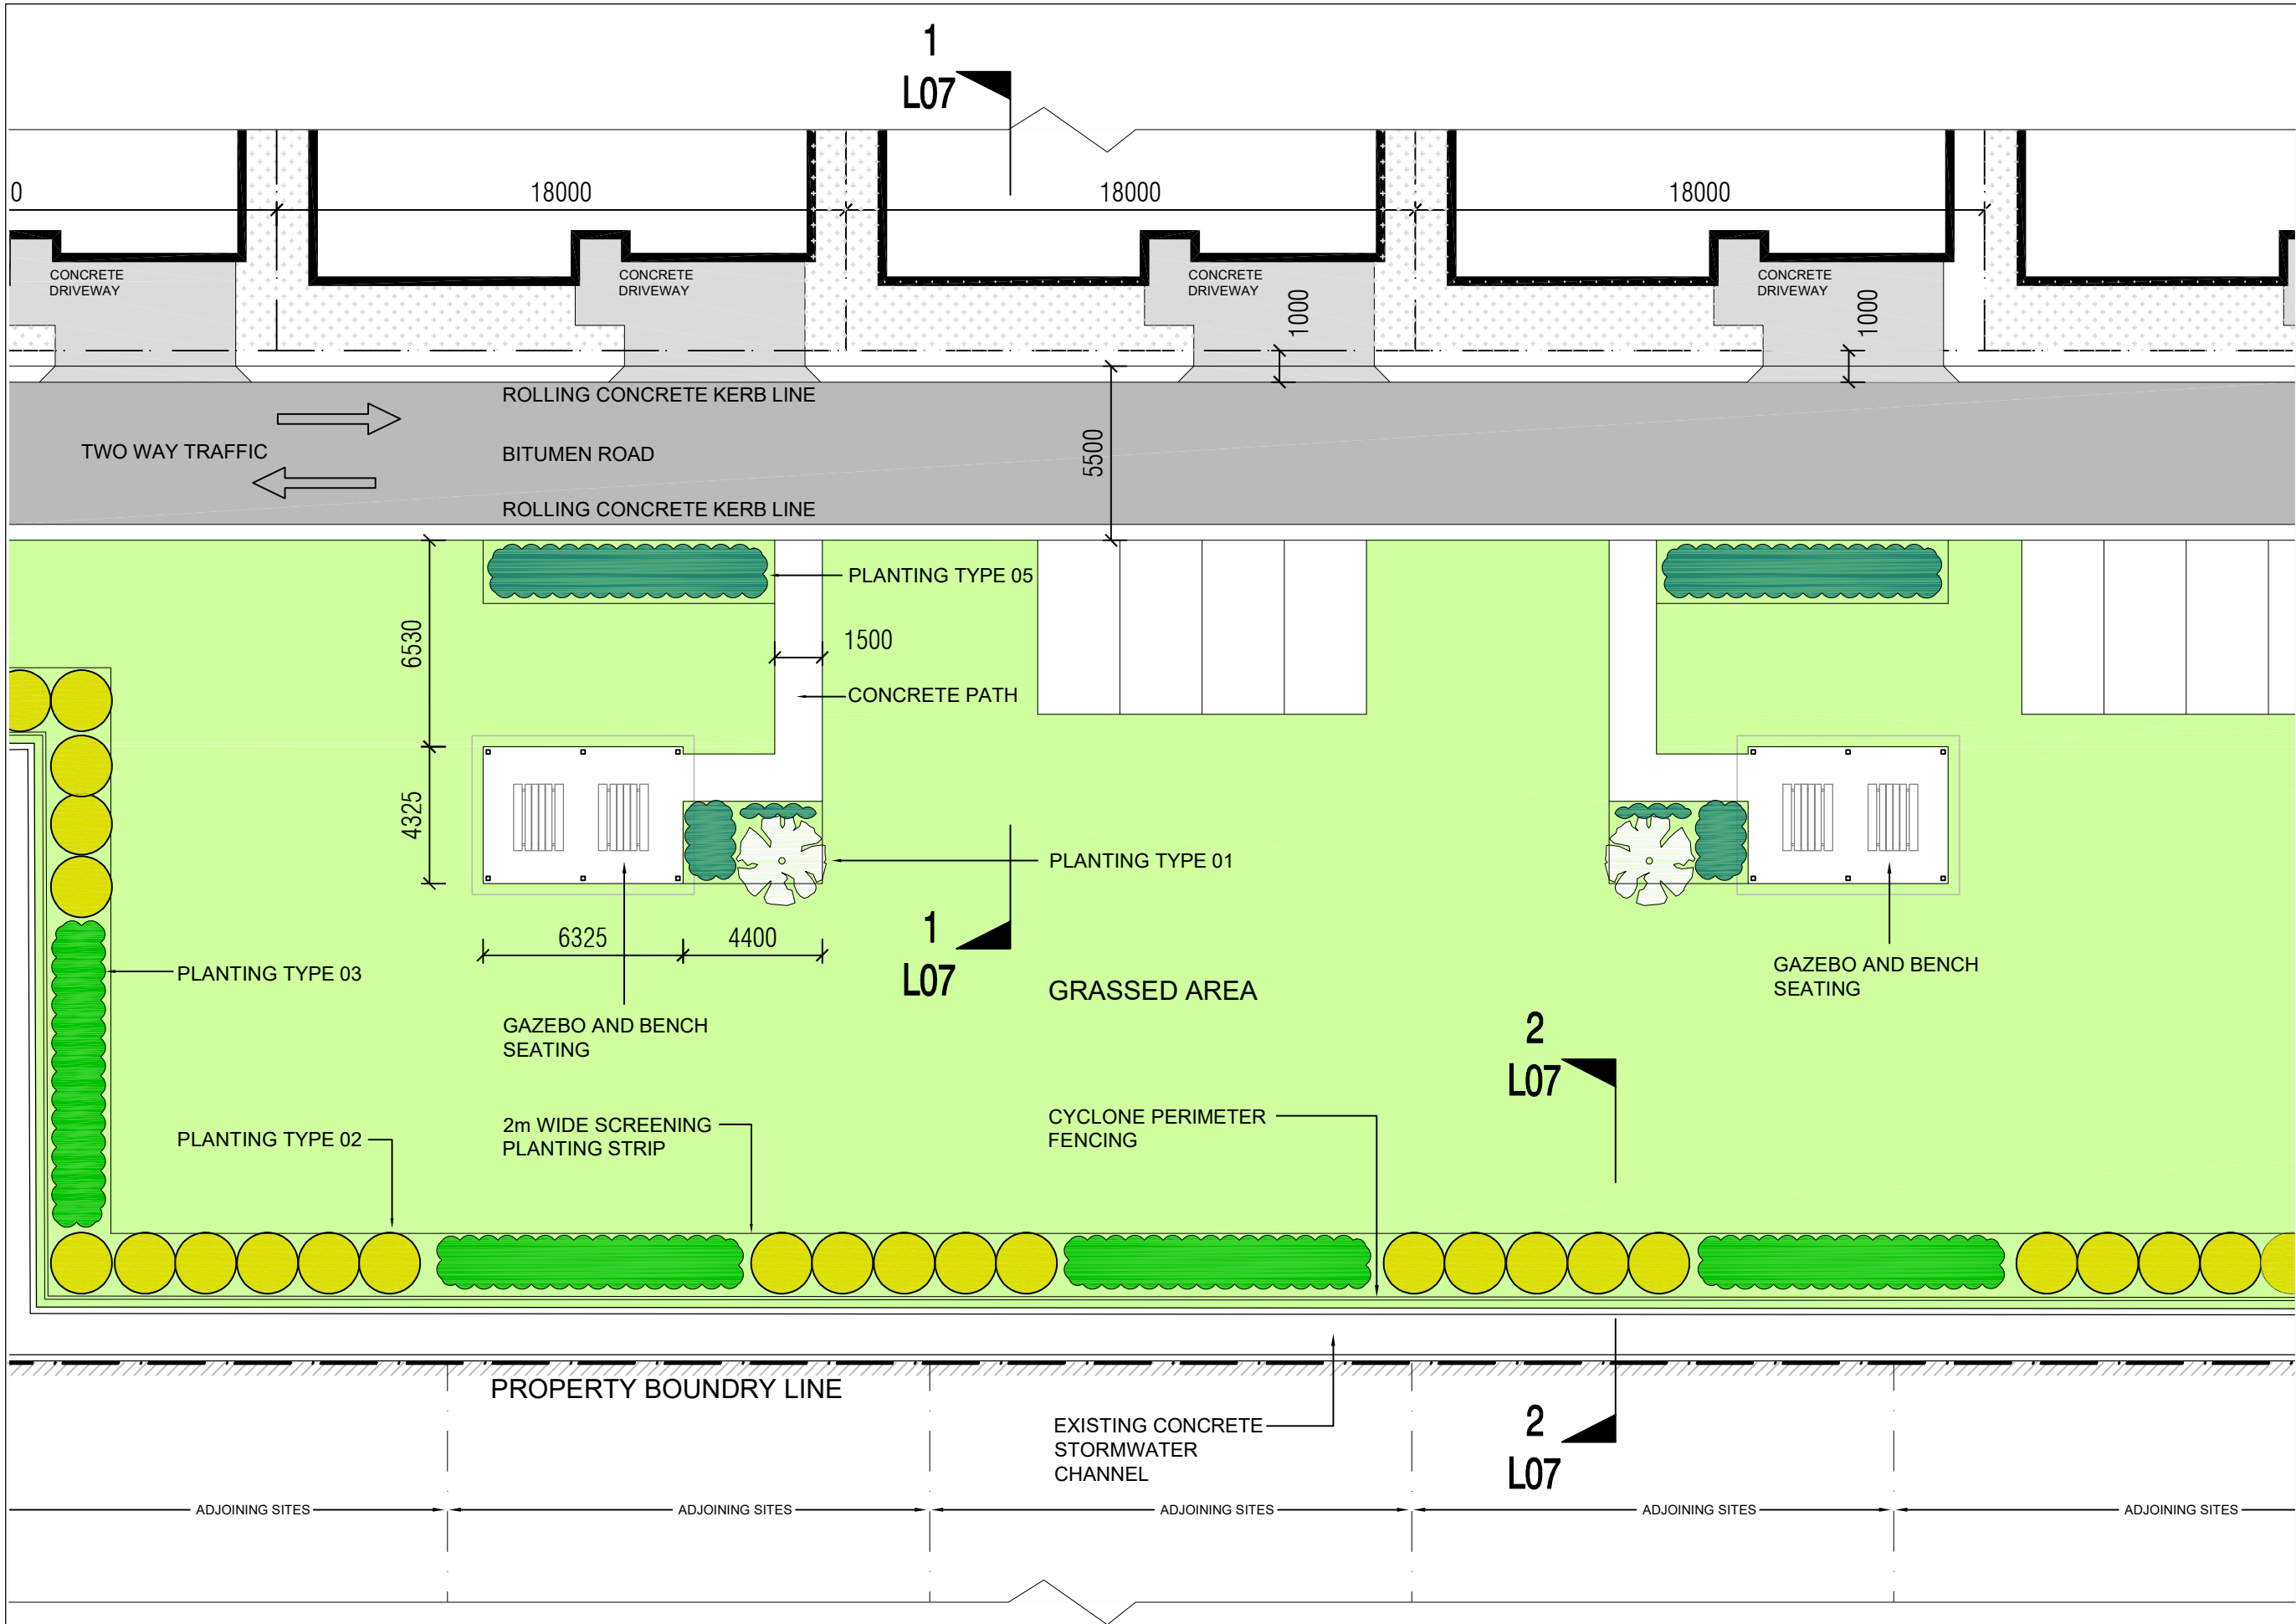 1
L07
0
18000
18000
18000
CONCRETE
DRIVEWAY
CONCRETE
DRIVEWAY
CONCRETE
DRIVEWAY
CONCRETE
DRIVEWAY
1000
1000
ROLLING CONCRETE KERB LINE
TWO WAY TRAFFIC
BITUMEN ROAD
5500
ROLLING CONCRETE KERB LINE
PLANTING TYPE 05
6530
1500
CONCRETE PATH
4325
PLANTING TYPE 01
6325
4400
1
L07
PLANTING TYPE 03
GRASSED AREA
GAZEBO AND BENCH
SEATING
GAZEBO AND BENCH
SEATING
2
L07
PLANTING TYPE 02
2m WIDE SCREENING
PLANTING STRIP
CYCLONE PERIMETER
FENCING
PROPERTY BOUNDRY LINE
EXISTING CONCRETE
STORMWATER
CHANNEL
2
L07
ADJOINING SITES
ADJOINING SITES
ADJOINING SITES
ADJOINING SITES
ADJOINING SITES